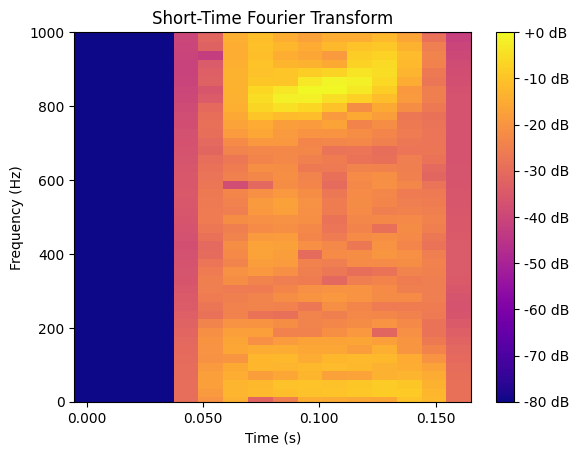 Short-Time Fourier Transform
1000
800
600
400
200
0
Frequency (Hz)
0.000
0.050
0.100
0.150
Time (s)
+0 dB
-10 dB
-20 dB
-30 dB
-40 dB
-50 dB
-60 dB
-70 dB
-80 dB